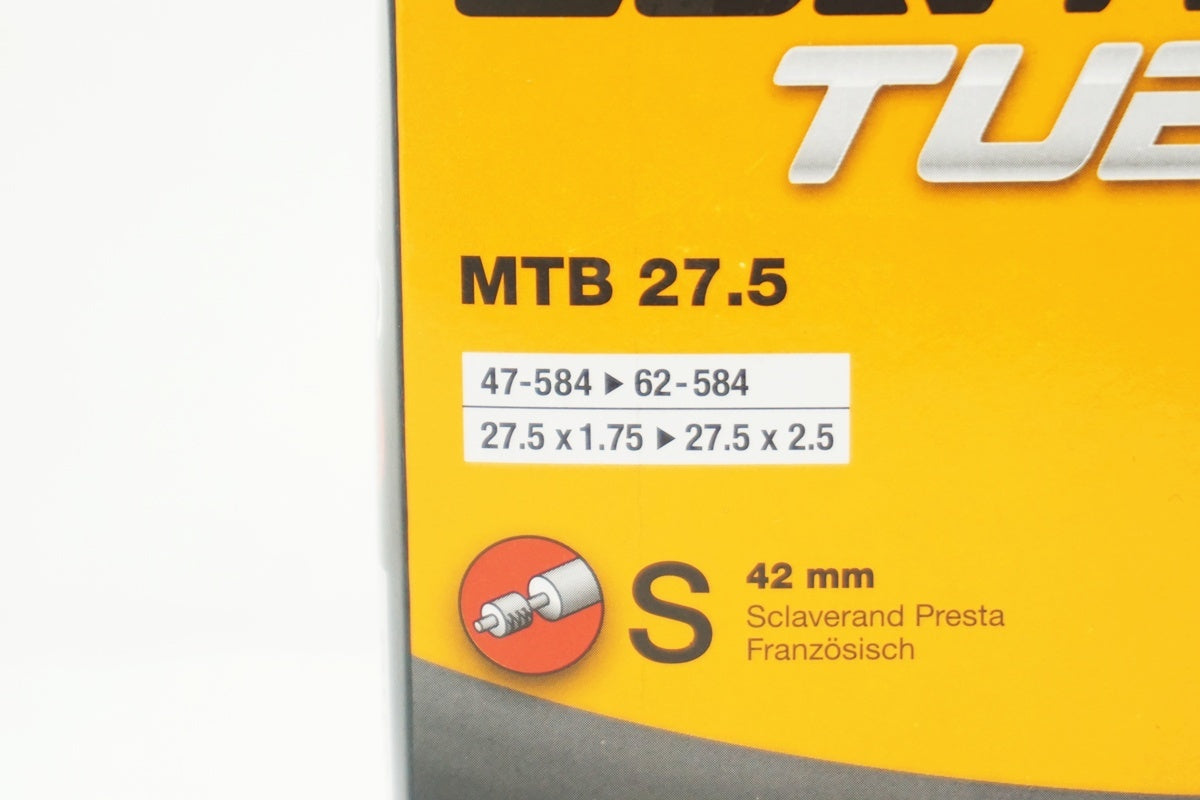 MTB 27.5
47-584 ▶ 62-584
27.5 x 1.75 ▶ 27.5 x 2.5
S
42 mm
Sclaverand Presta
Französisch